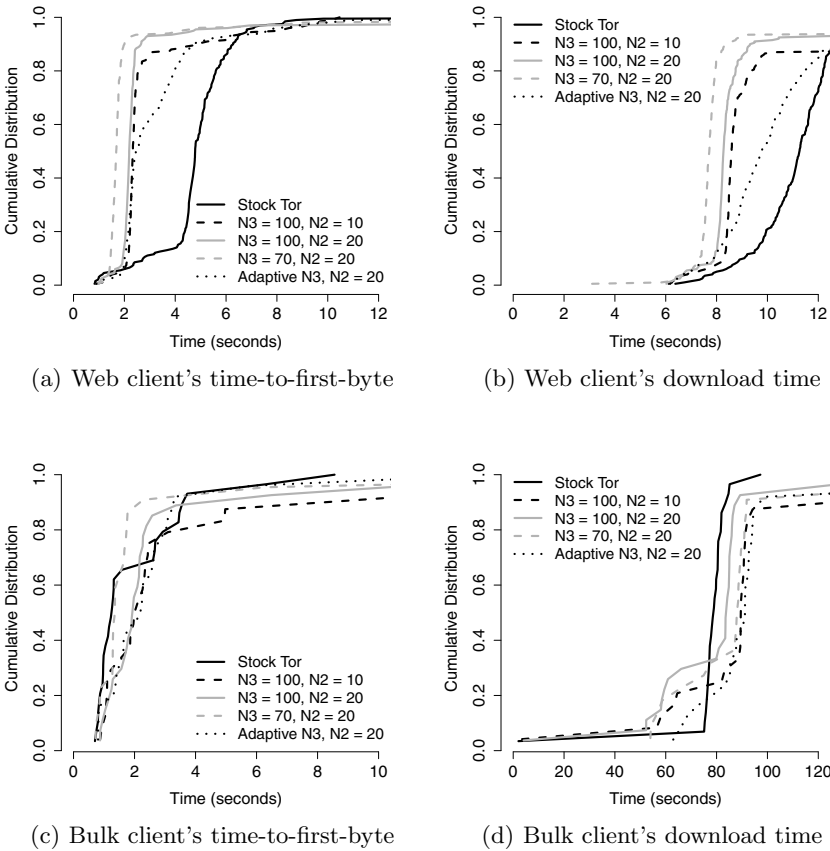 Cumulative Distribution
0.0 0.2 0.4 0.6 0.8 1.0
Stock Tor
N3 = 100, N2 = 10
N3 = 100, N2 = 20
N3 = 70, N2 = 20
Adaptive N3, N2 = 20
0 2 4 6 8 10 12
Time (seconds)
(a) Web client's time-to-first-byte
Cumulative Distribution
0.0 0.2 0.4 0.6 0.8 1.0
Stock Tor
N3 = 100, N2 = 10
N3 = 100, N2 = 20
N3 = 70, N2 = 20
Adaptive N3, N2 = 20
0 2 4 6 8 10 12
Time (seconds)
(b) Web client's download time
Cumulative Distribution
0.0 0.2 0.4 0.6 0.8 1.0
Stock Tor
N3 = 100, N2 = 10
N3 = 100, N2 = 20
N3 = 70, N2 = 20
Adaptive N3, N2 = 20
0 2 4 6 8 10
Time (seconds)
(c) Bulk client's time-to-first-byte
Cumulative Distribution
0.0 0.2 0.4 0.6 0.8 1.0
Stock Tor
N3 = 100, N2 = 10
N3 = 100, N2 = 20
N3 = 70, N2 = 20
Adaptive N3, N2 = 20
0 20 40 60 80 100 120
Time (seconds)
(d) Bulk client's download time